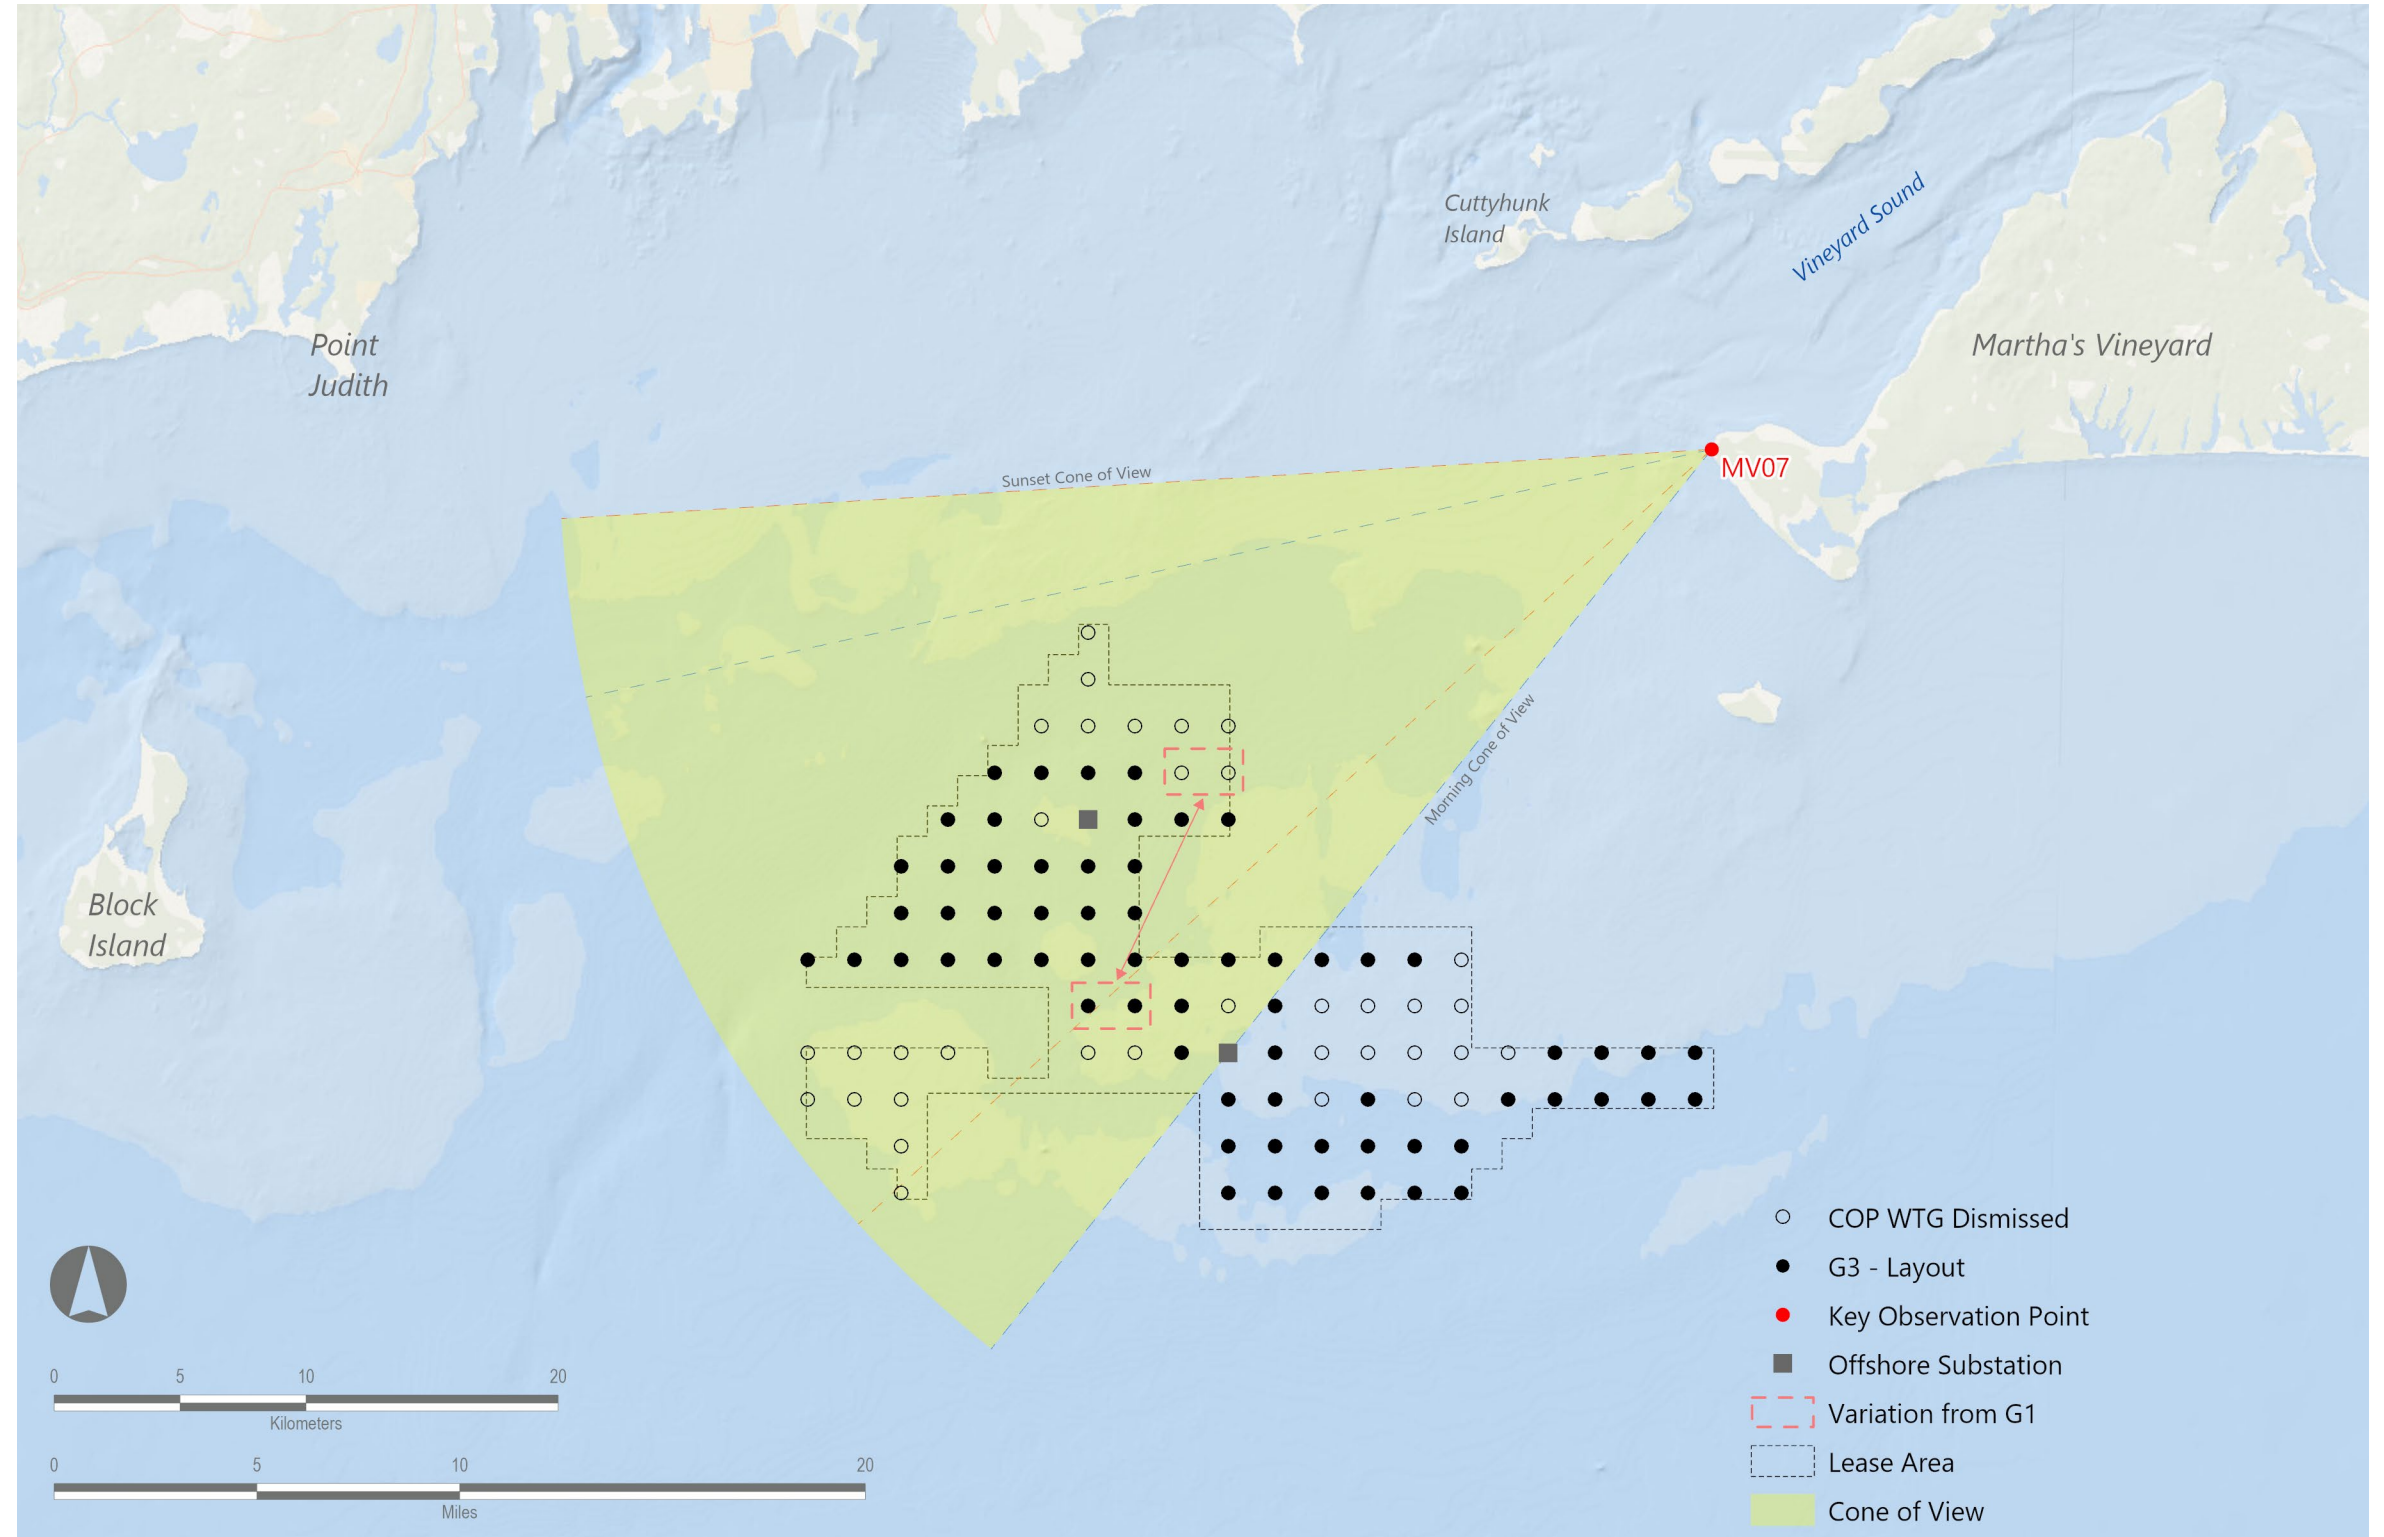 Cuttyhunk
Island
Vineyard Sound
Point
Judith
Martha's Vineyard
MV07
Sunset Cone of View
Morning Cone of View
Block
Island
COP WTG Dismissed
G3 - Layout
Key Observation Point
Offshore Substation
Variation from G1
Lease Area
Cone of View
0 5 10 20
Kilometers
0 5 10 20
Miles